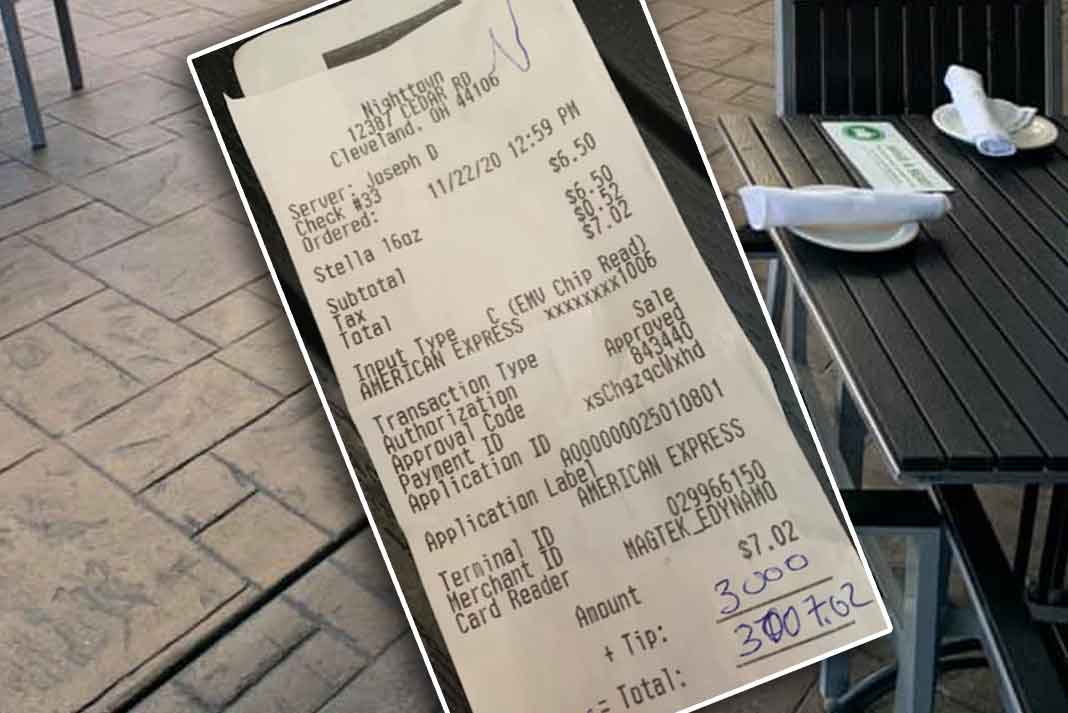 Nighttown
12387 CEDAR RD
Cleveland, OH 44106
Server: Joseph D
Check #33
Ordered: 11/22/20 12:59 PM
Stella 16oz $6.50
Subtotal $6.50
Tax $0.52
Total $7.02
Input Type C (EMV Chip Read)
AMERICAN EXPRESS xxxxxxxx1006
Transaction Type Sale
Authorization Approved
Approval Code 843440
Payment ID xsChgzqcWxhd
Application ID A000000025010801
Application Label AMERICAN EXPRESS
Terminal ID
Merchant ID 029966150
Card Reader MAGTEK_EDYNAMO
Amount $7.02
+ Tip: 3000
= Total: 3007.02